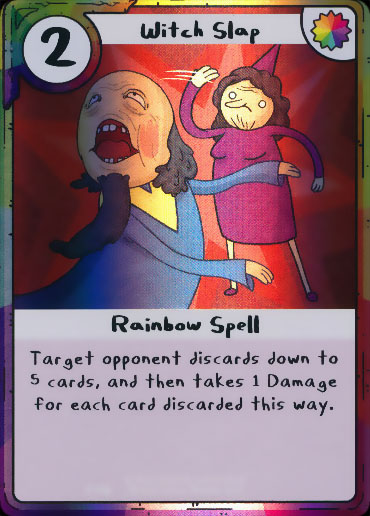 2
Witch Slap
Rainbow Spell
Target opponent discards down to
5 cards, and then takes 1 Damage
for each card discarded this way.